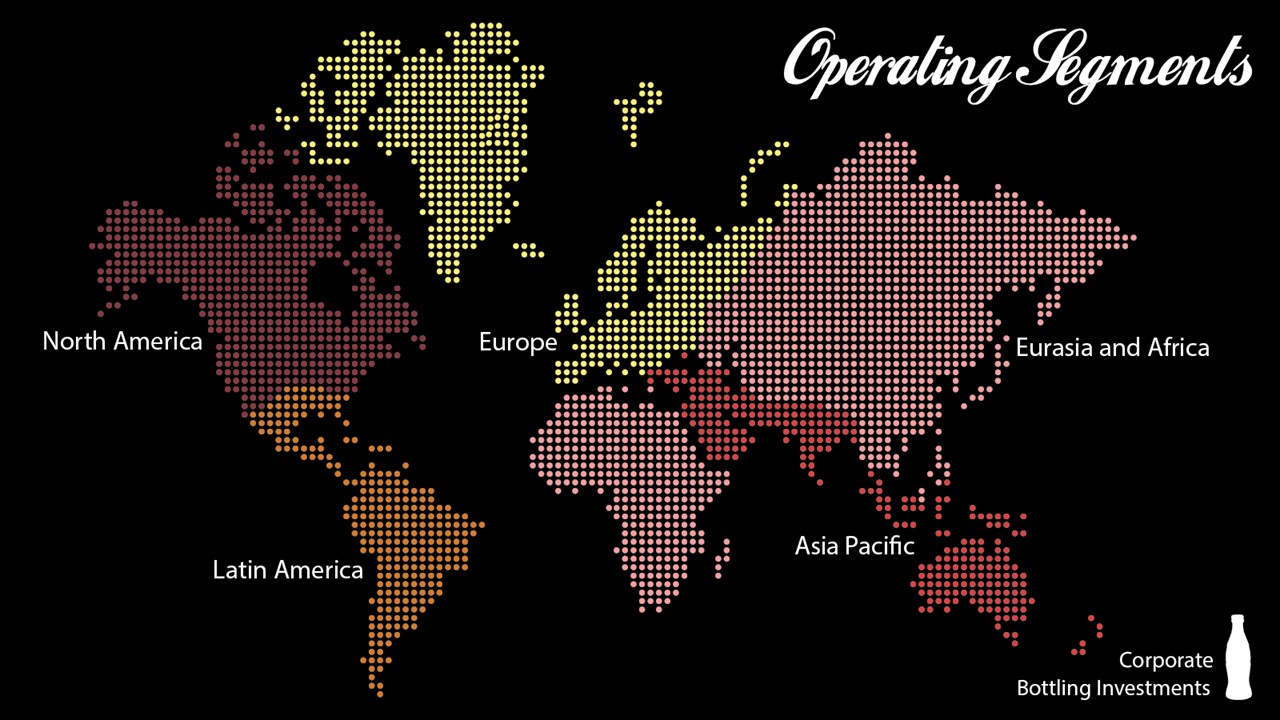 Operating Segments
North America
Europe
Eurasia and Africa
Asia Pacific
Latin America
Corporate
Bottling Investments